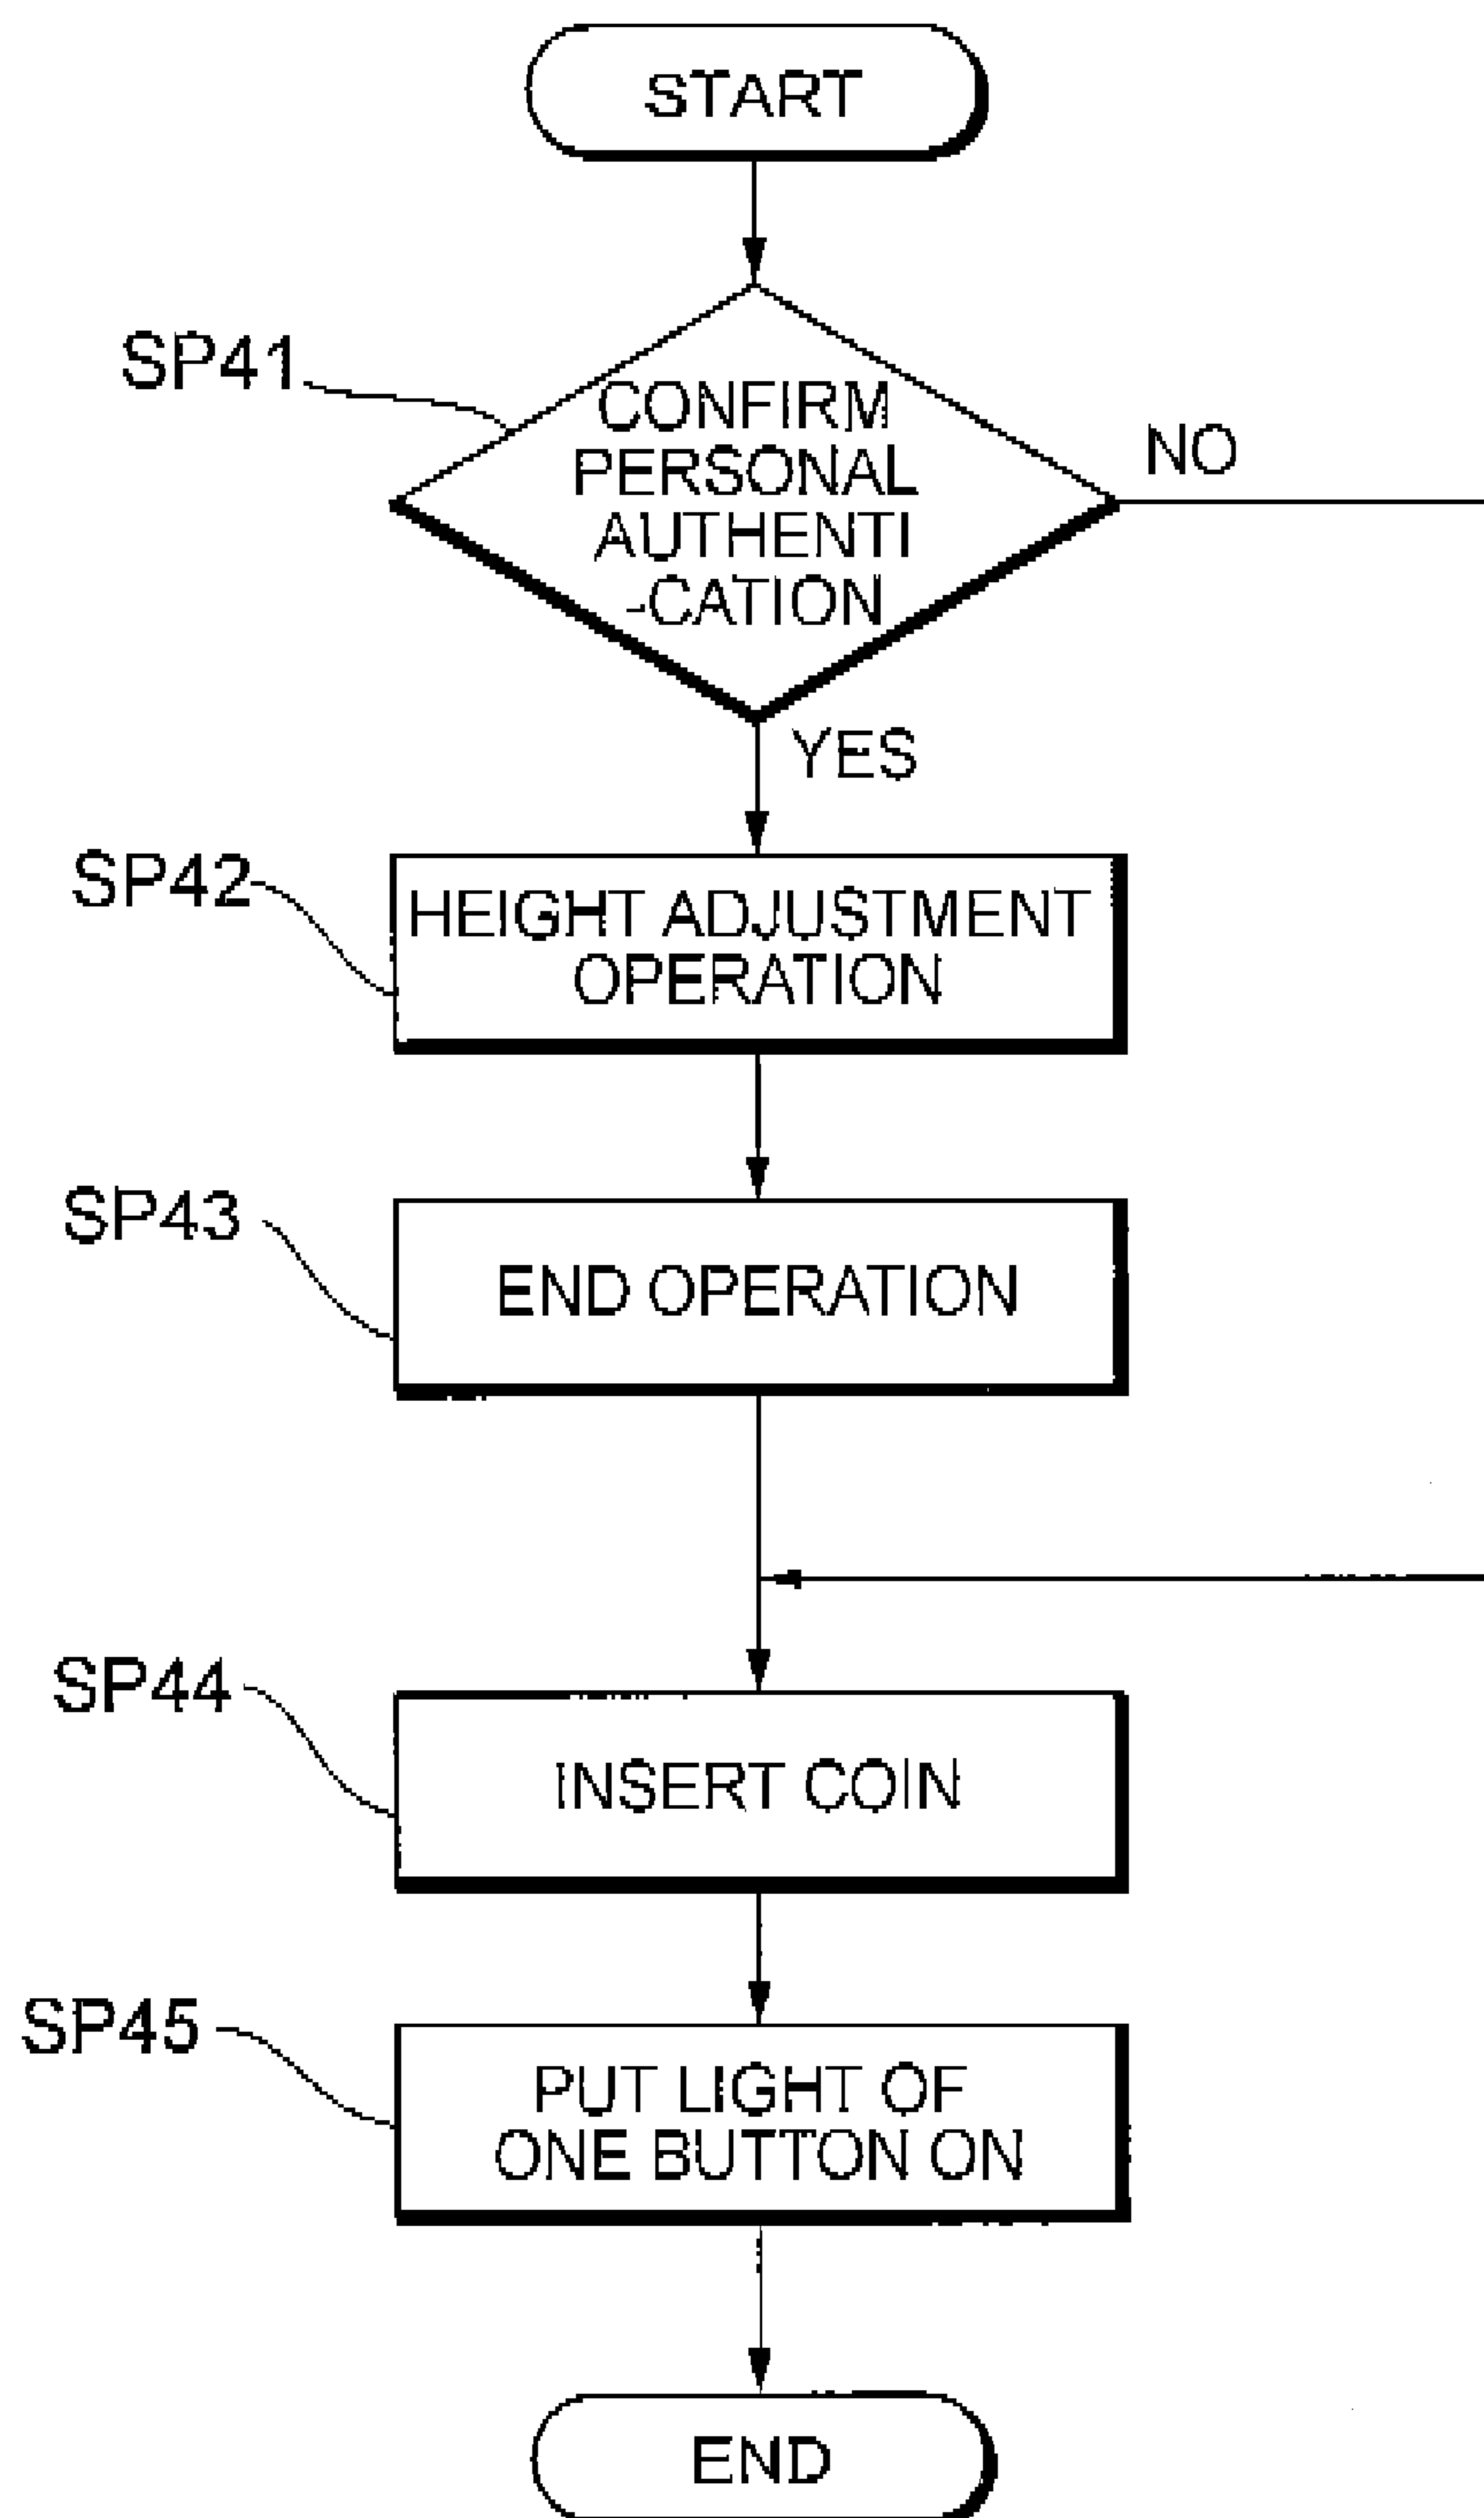 START
SP41
CONFIRM
PERSONAL
AUTHENTI
-CATION
NO
YES
SP42
HEIGHT ADJUSTMENT
OPERATION
SP43
END OPERATION
SP44
INSERT COIN
SP45
PUT LIGHT OF
ONE BUTTON ON
END